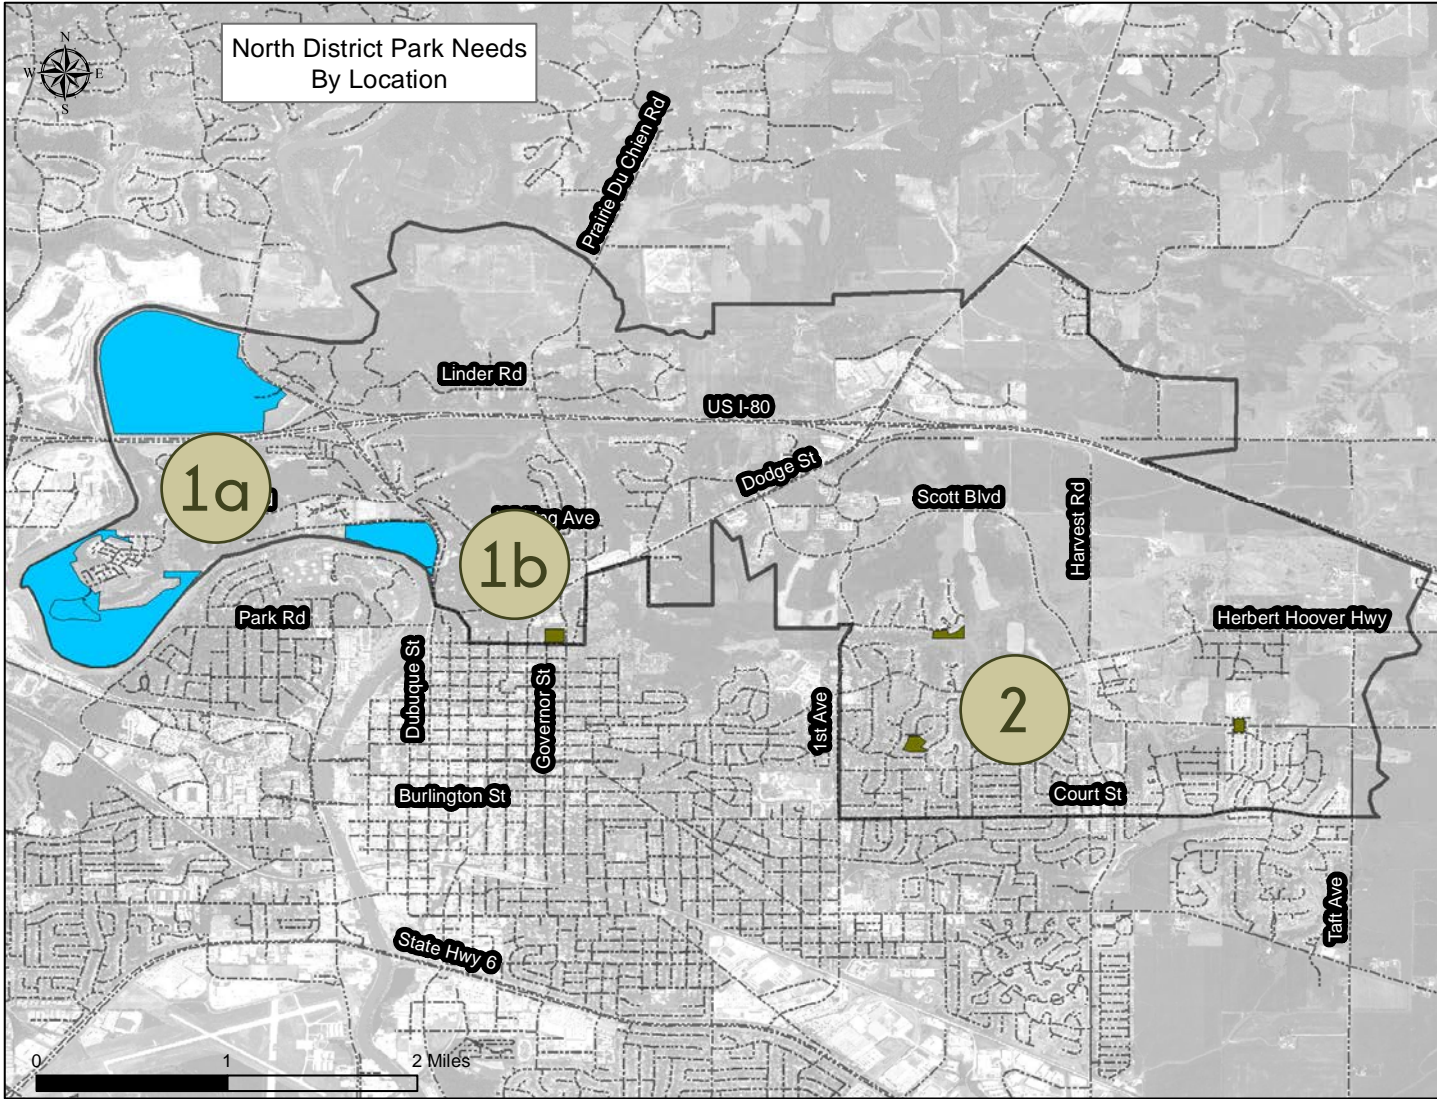 North District Park Needs
By Location
N
W E
S
Prairie Du Chien Rd
Linder Rd
US I-80
Dodge St
Scott Blvd
Harvest Rd
1a
Ave
1b
Park Rd
Herbert Hoover Hwy
Dubuque St
Governor St
1st Ave
2
Burlington St
Court St
Taft Ave
State Hwy 6
0 1 2 Miles